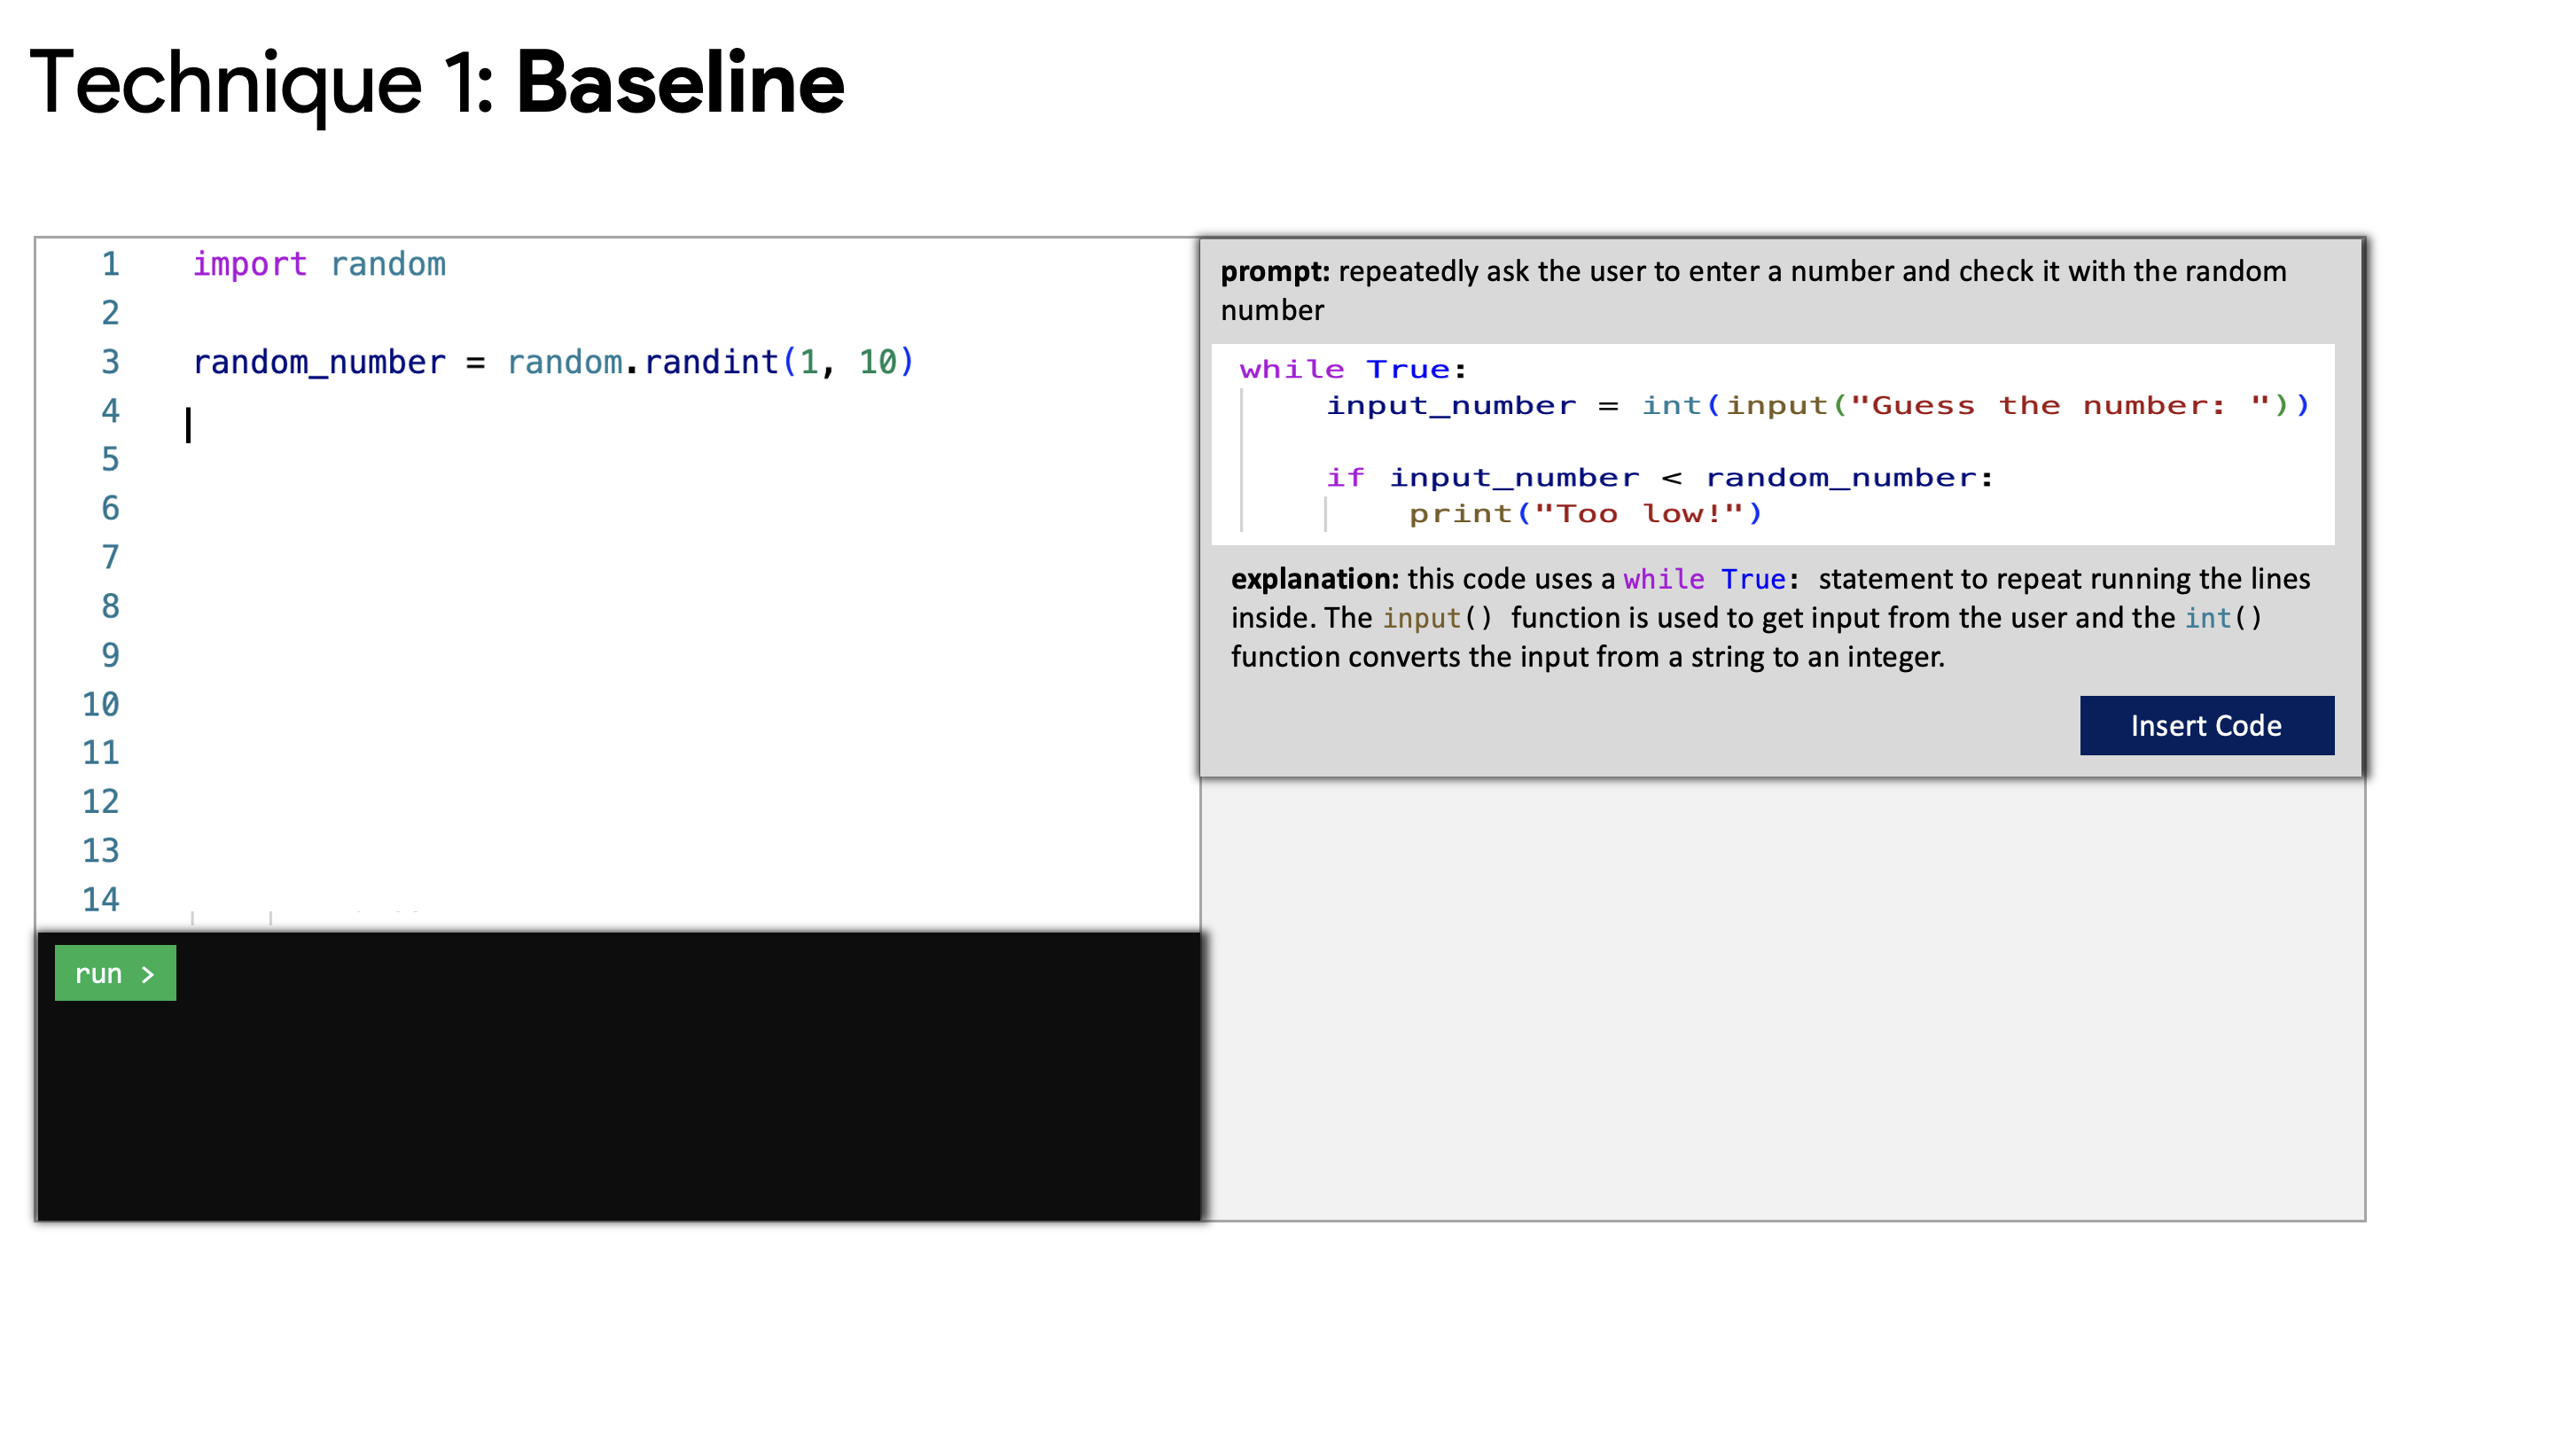 Technique 1: Baseline
1 import random
2
3 random_number = random.randint(1, 10)
4
5
6
7
8
9
10
11
12
13
14
run >
prompt: repeatedly ask the user to enter a number and check it with the random
number
while True:
input_number = int(input("Guess the number: "))
if input_number < random_number:
print("Too low!")
explanation: this code uses a while True: statement to repeat running the lines
inside. The input() function is used to get input from the user and the int()
function converts the input from a string to an integer.
Insert Code